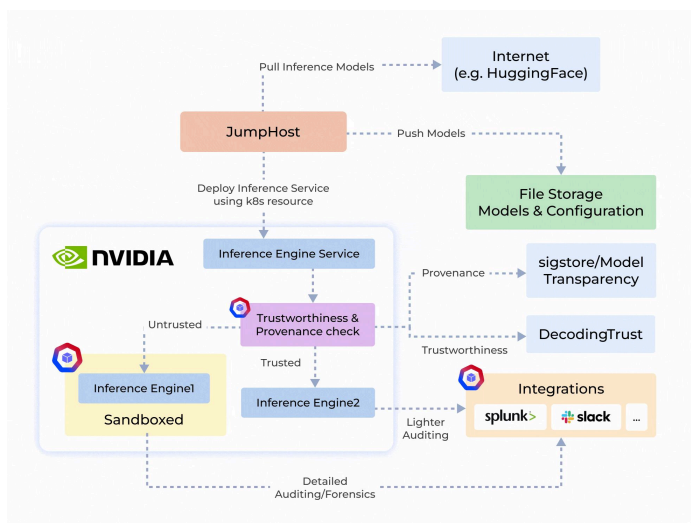 Internet
(e.g. HuggingFace)
Pull Inference Models
JumpHost
Push Models
File Storage
Models & Configuration
Deploy Inference Service
using k8s resource
NVIDIA
Inference Engine Service
Provenance
sigstore/Model
Transparency
Trustworthiness &
Provenance check
Untrusted
Trustworthiness
DecodingTrust
Trusted
Inference Engine1
Sandboxed
Inference Engine2
Lighter
Auditing
Integrations
splunk>
slack
...
Detailed
Auditing/Forensics